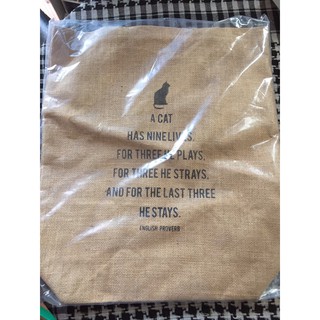 A CAT
HAS NINE LIVES.
FOR THREE HE PLAYS,
FOR THREE HE STRAYS,
AND FOR THE LAST THREE
HE STAYS.
ENGLISH PROVERB